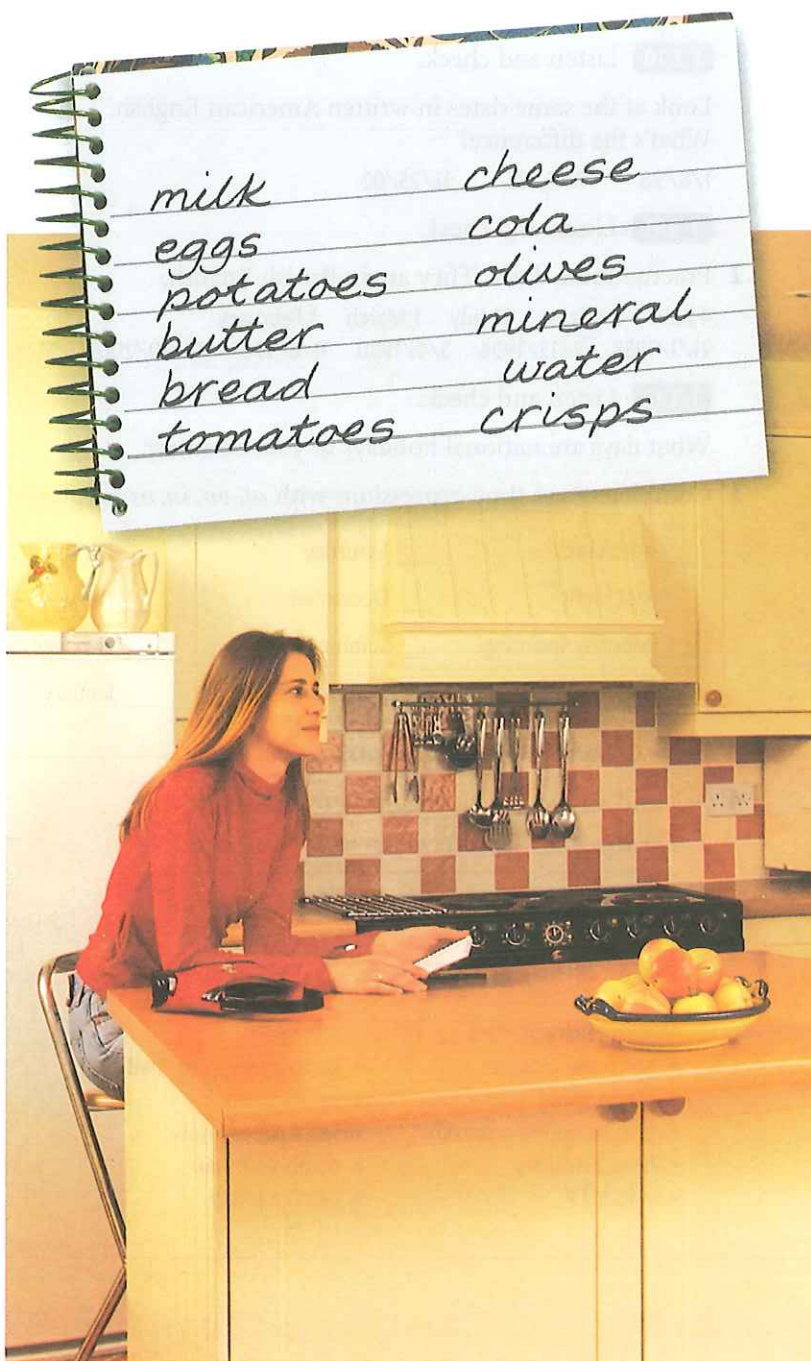 milk
eggs
potatoes
butter
bread
tomatoes
cheese
cola
olives
mineral
water
crisps